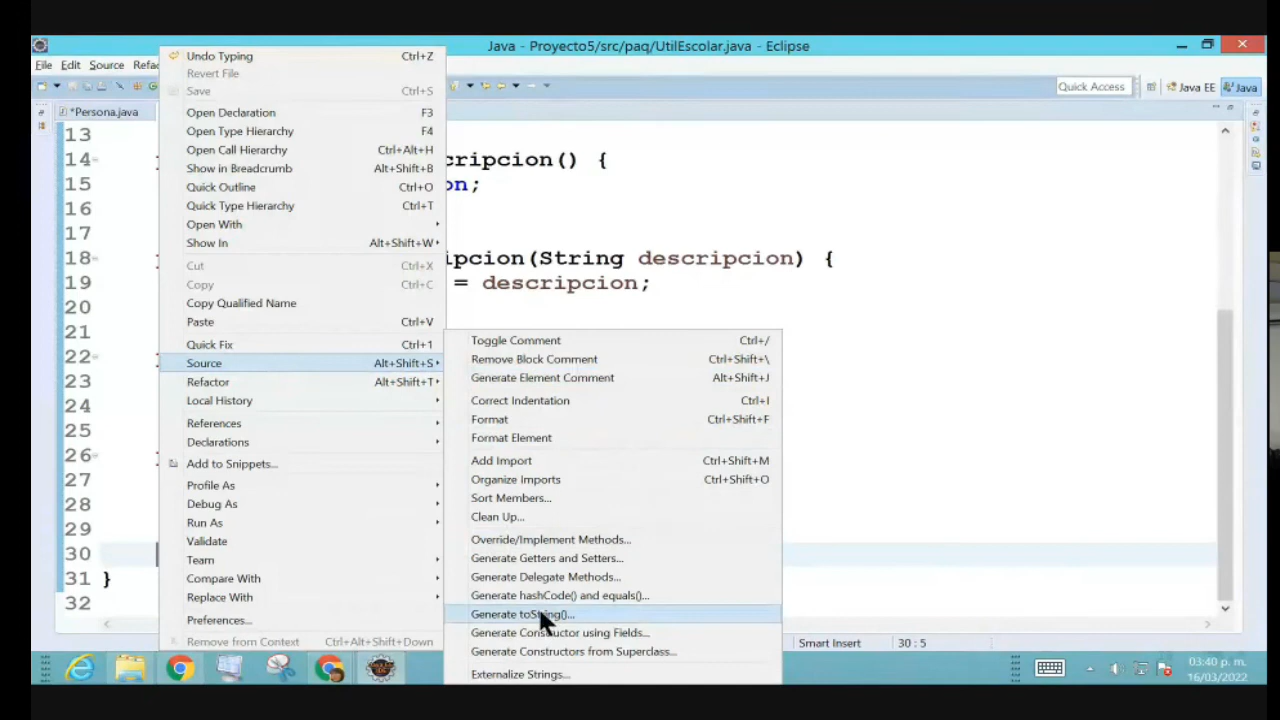 Java - Proyecto5/src/paq/UtilEscolar.java - Eclipse
File Edit Source Refac
Quick Access Java EE Java
*Persona.java
Undo Typing Ctrl+Z
Revert File
Save Ctrl+S
Open Declaration F3
Open Type Hierarchy F4
Open Call Hierarchy Ctrl+Alt+H
Show in Breadcrumb Alt+Shift+B
Quick Outline Ctrl+O
Quick Type Hierarchy Ctrl+T
Open With
Show In Alt+Shift+W
Cut Ctrl+X
Copy Ctrl+C
Copy Qualified Name
Paste Ctrl+V
Quick Fix Ctrl+1
Source Alt+Shift+S
Refactor Alt+Shift+T
Local History
References
Declarations
Add to Snippets...
Profile As
Debug As
Run As
Validate
Team
Compare With
Replace With
Preferences...
Remove from Context Ctrl+Alt+Shift+Down
Toggle Comment Ctrl+/
Remove Block Comment Ctrl+Shift+\
Generate Element Comment Alt+Shift+J
Correct Indentation Ctrl+I
Format Ctrl+Shift+F
Format Element
Add Import Ctrl+Shift+M
Organize Imports Ctrl+Shift+O
Sort Members...
Clean Up...
Override/Implement Methods...
Generate Getters and Setters...
Generate Delegate Methods...
Generate hashCode() and equals()...
Generate toString()...
Generate Constructor using Fields...
Generate Constructors from Superclass...
Externalize Strings...
13
14 cripcion() {
15 on;
16
17
18 ipcion(String descripcion) {
19 = descripcion;
20
21
22
23
24
25
26
27
28
29
30
31 }
32
Smart Insert 30 : 5
03:40 p. m.
16/03/2022